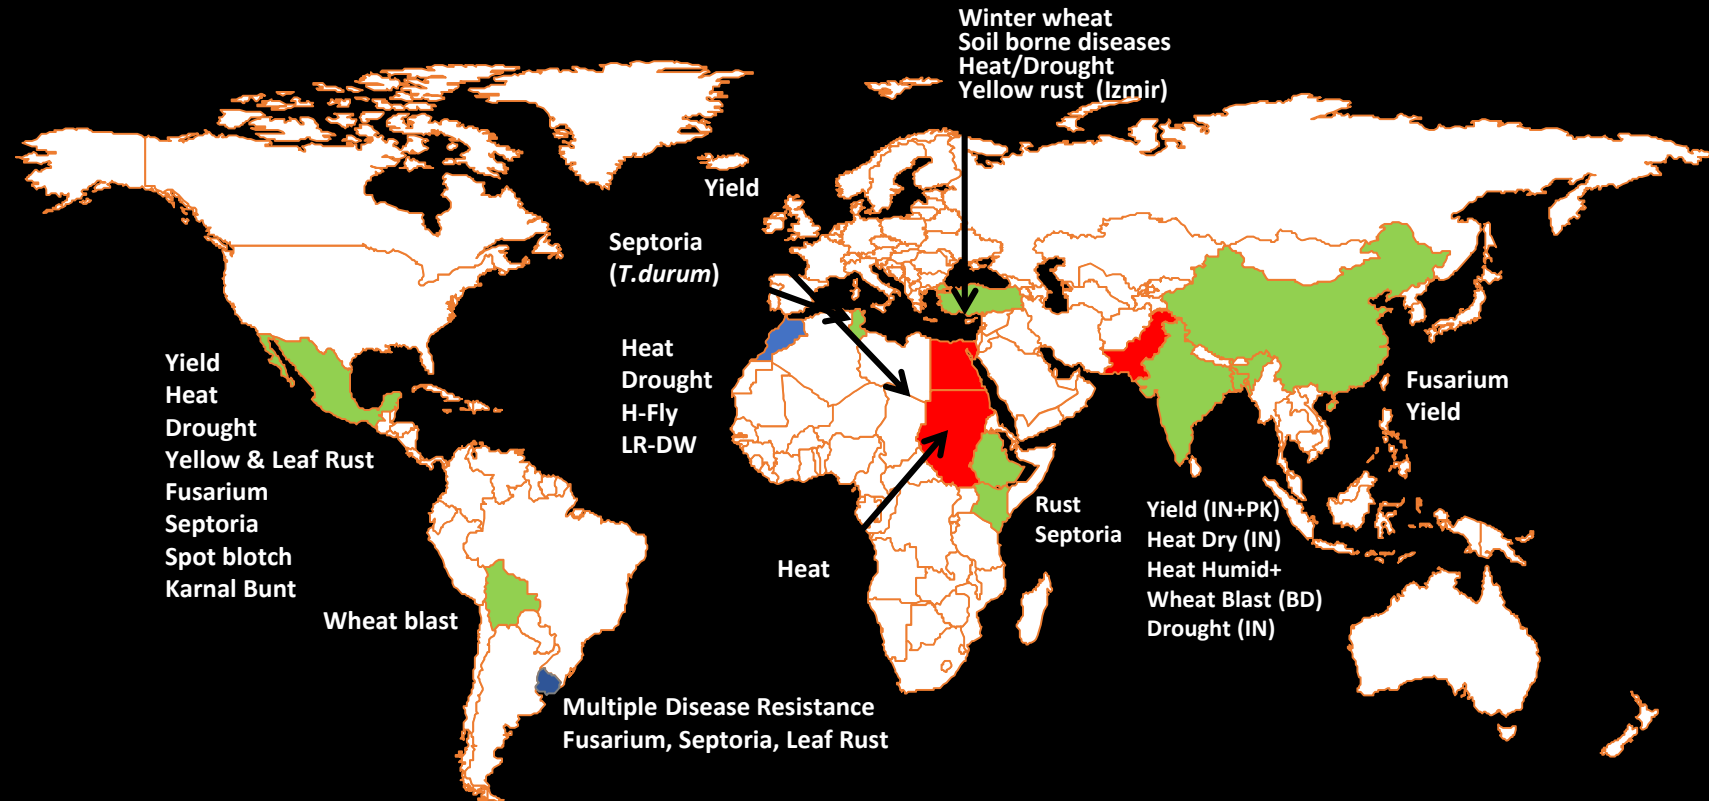 Winter wheat
Soil borne diseases
Heat/Drought
Yellow rust (Izmir)
Yield
Septoria
(T.durum)
Heat
Drought
H-Fly
LR-DW
Yield
Heat
Drought
Yellow & Leaf Rust
Fusarium
Septoria
Spot blotch
Karnal Bunt
Wheat blast
Multiple Disease Resistance
Fusarium, Septoria, Leaf Rust
Heat
Rust
Septoria
Yield (IN+PK)
Heat Dry (IN)
Heat Humid+
Wheat Blast (BD)
Drought (IN)
Fusarium
Yield